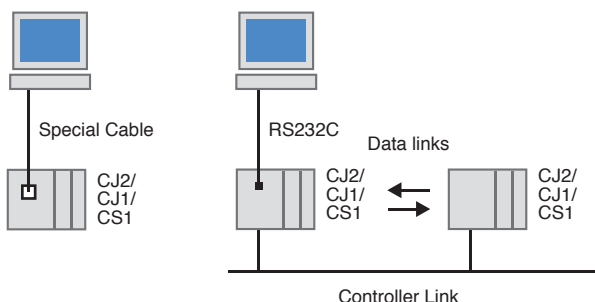 Special Cable
CJ2/
CJ1/
CS1
RS232C
Data links
CJ2/
CJ1/
CS1
CJ2/
CJ1/
CS1
Controller Link